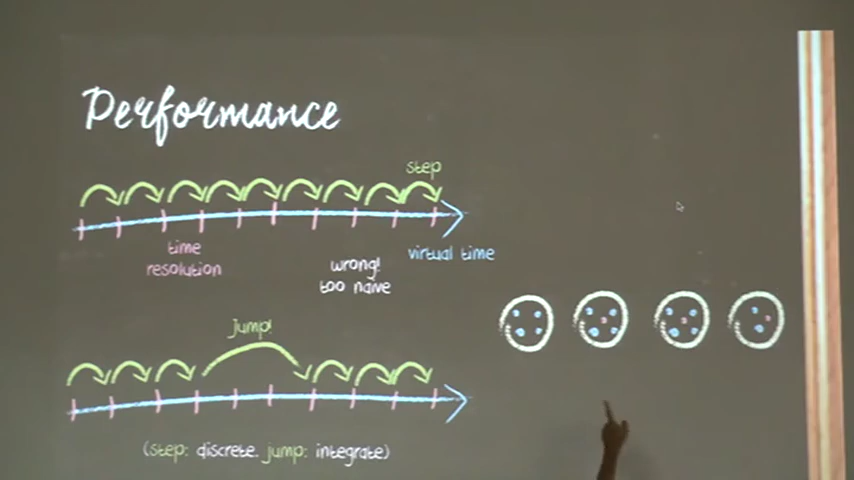 Performance
step
time
resolution
wrong!
too naive
virtual time
jump!
(step: discrete. jump: integrate)